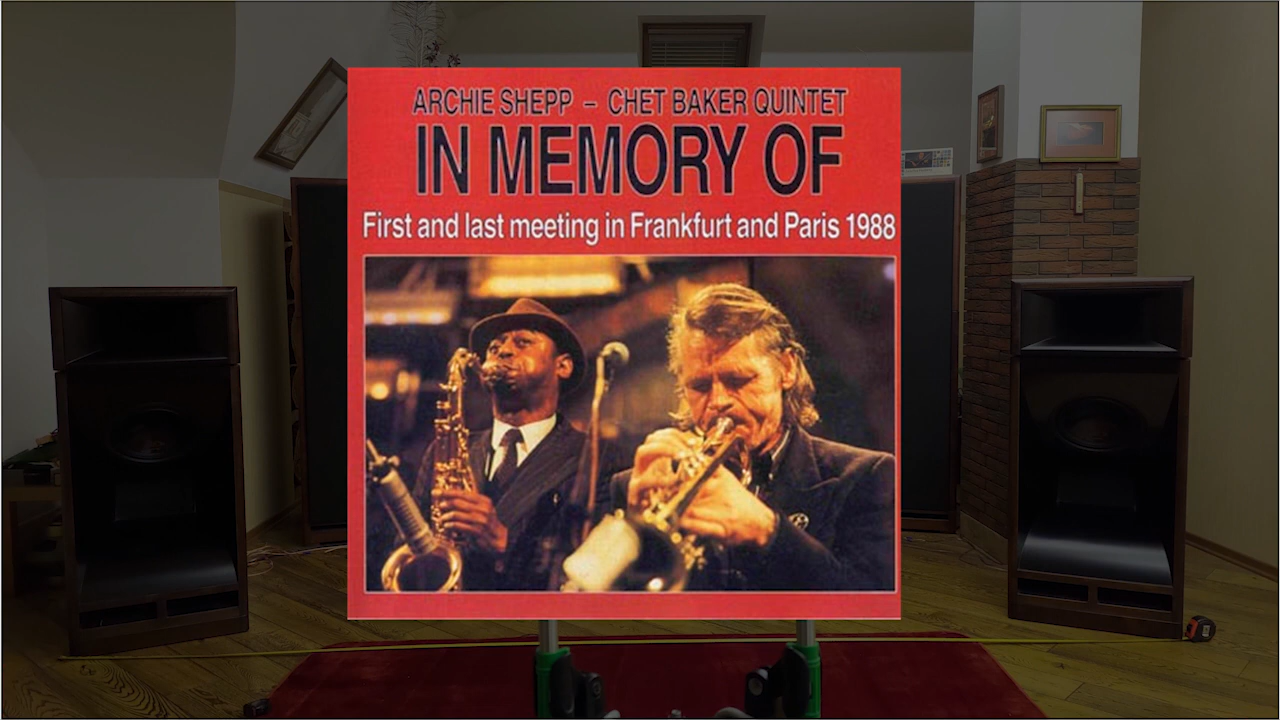 ARCHIE SHEPP – CHET BAKER QUINTET
IN MEMORY OF
First and last meeting in Frankfurt and Paris 1988